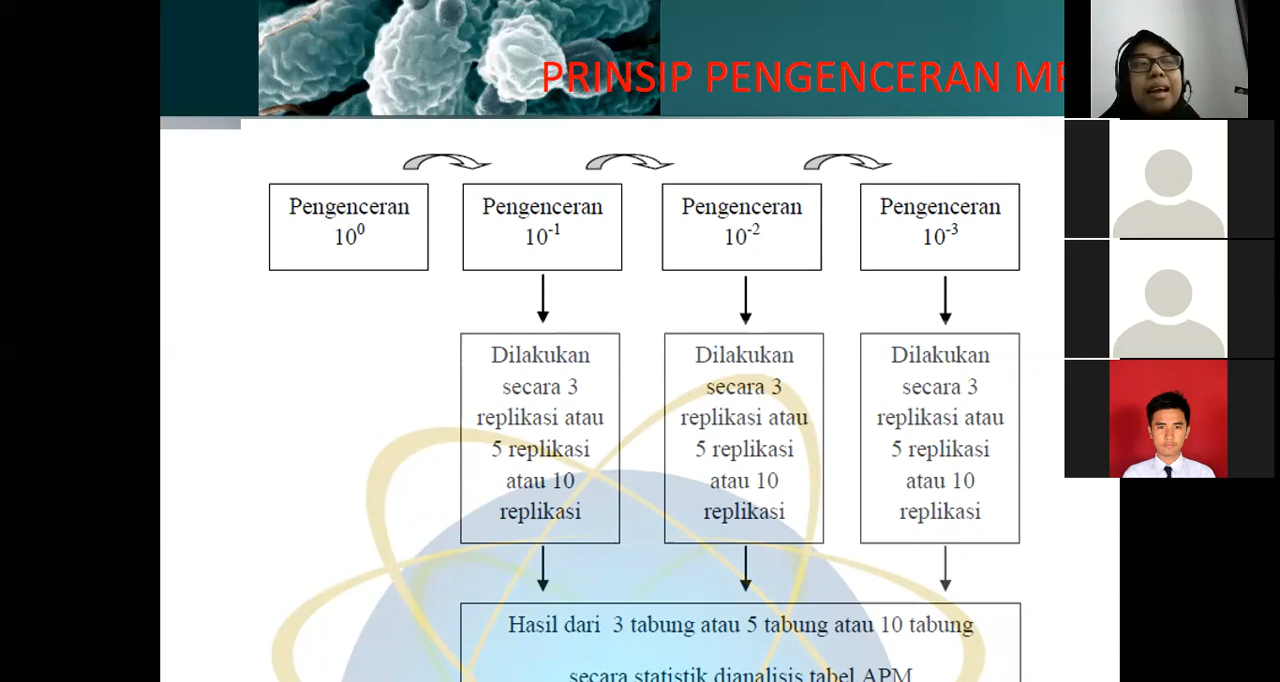 PRINSIP PENGENCERAN
Pengenceran
10⁰
Pengenceran
10⁻¹
Pengenceran
10⁻²
Pengenceran
10⁻³
Dilakukan
secara 3
replikasi atau
5 replikasi
atau 10
replikasi
Dilakukan
secara 3
replikasi atau
5 replikasi
atau 10
replikasi
Dilakukan
secara 3
replikasi atau
5 replikasi
atau 10
replikasi
Hasil dari 3 tabung atau 5 tabung atau 10 tabung
secara statistik dianalisis tabel APM